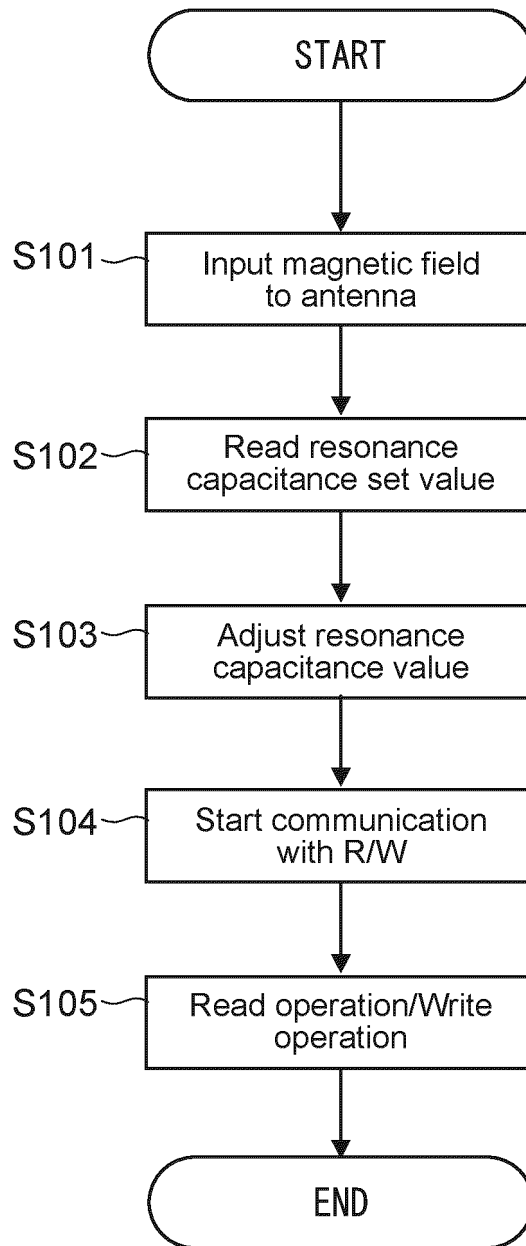 START
S101
Input magnetic field
to antenna
S102
Read resonance
capacitance set value
S103
Adjust resonance
capacitance value
S104
Start communication
with R/W
S105
Read operation/Write
operation
END